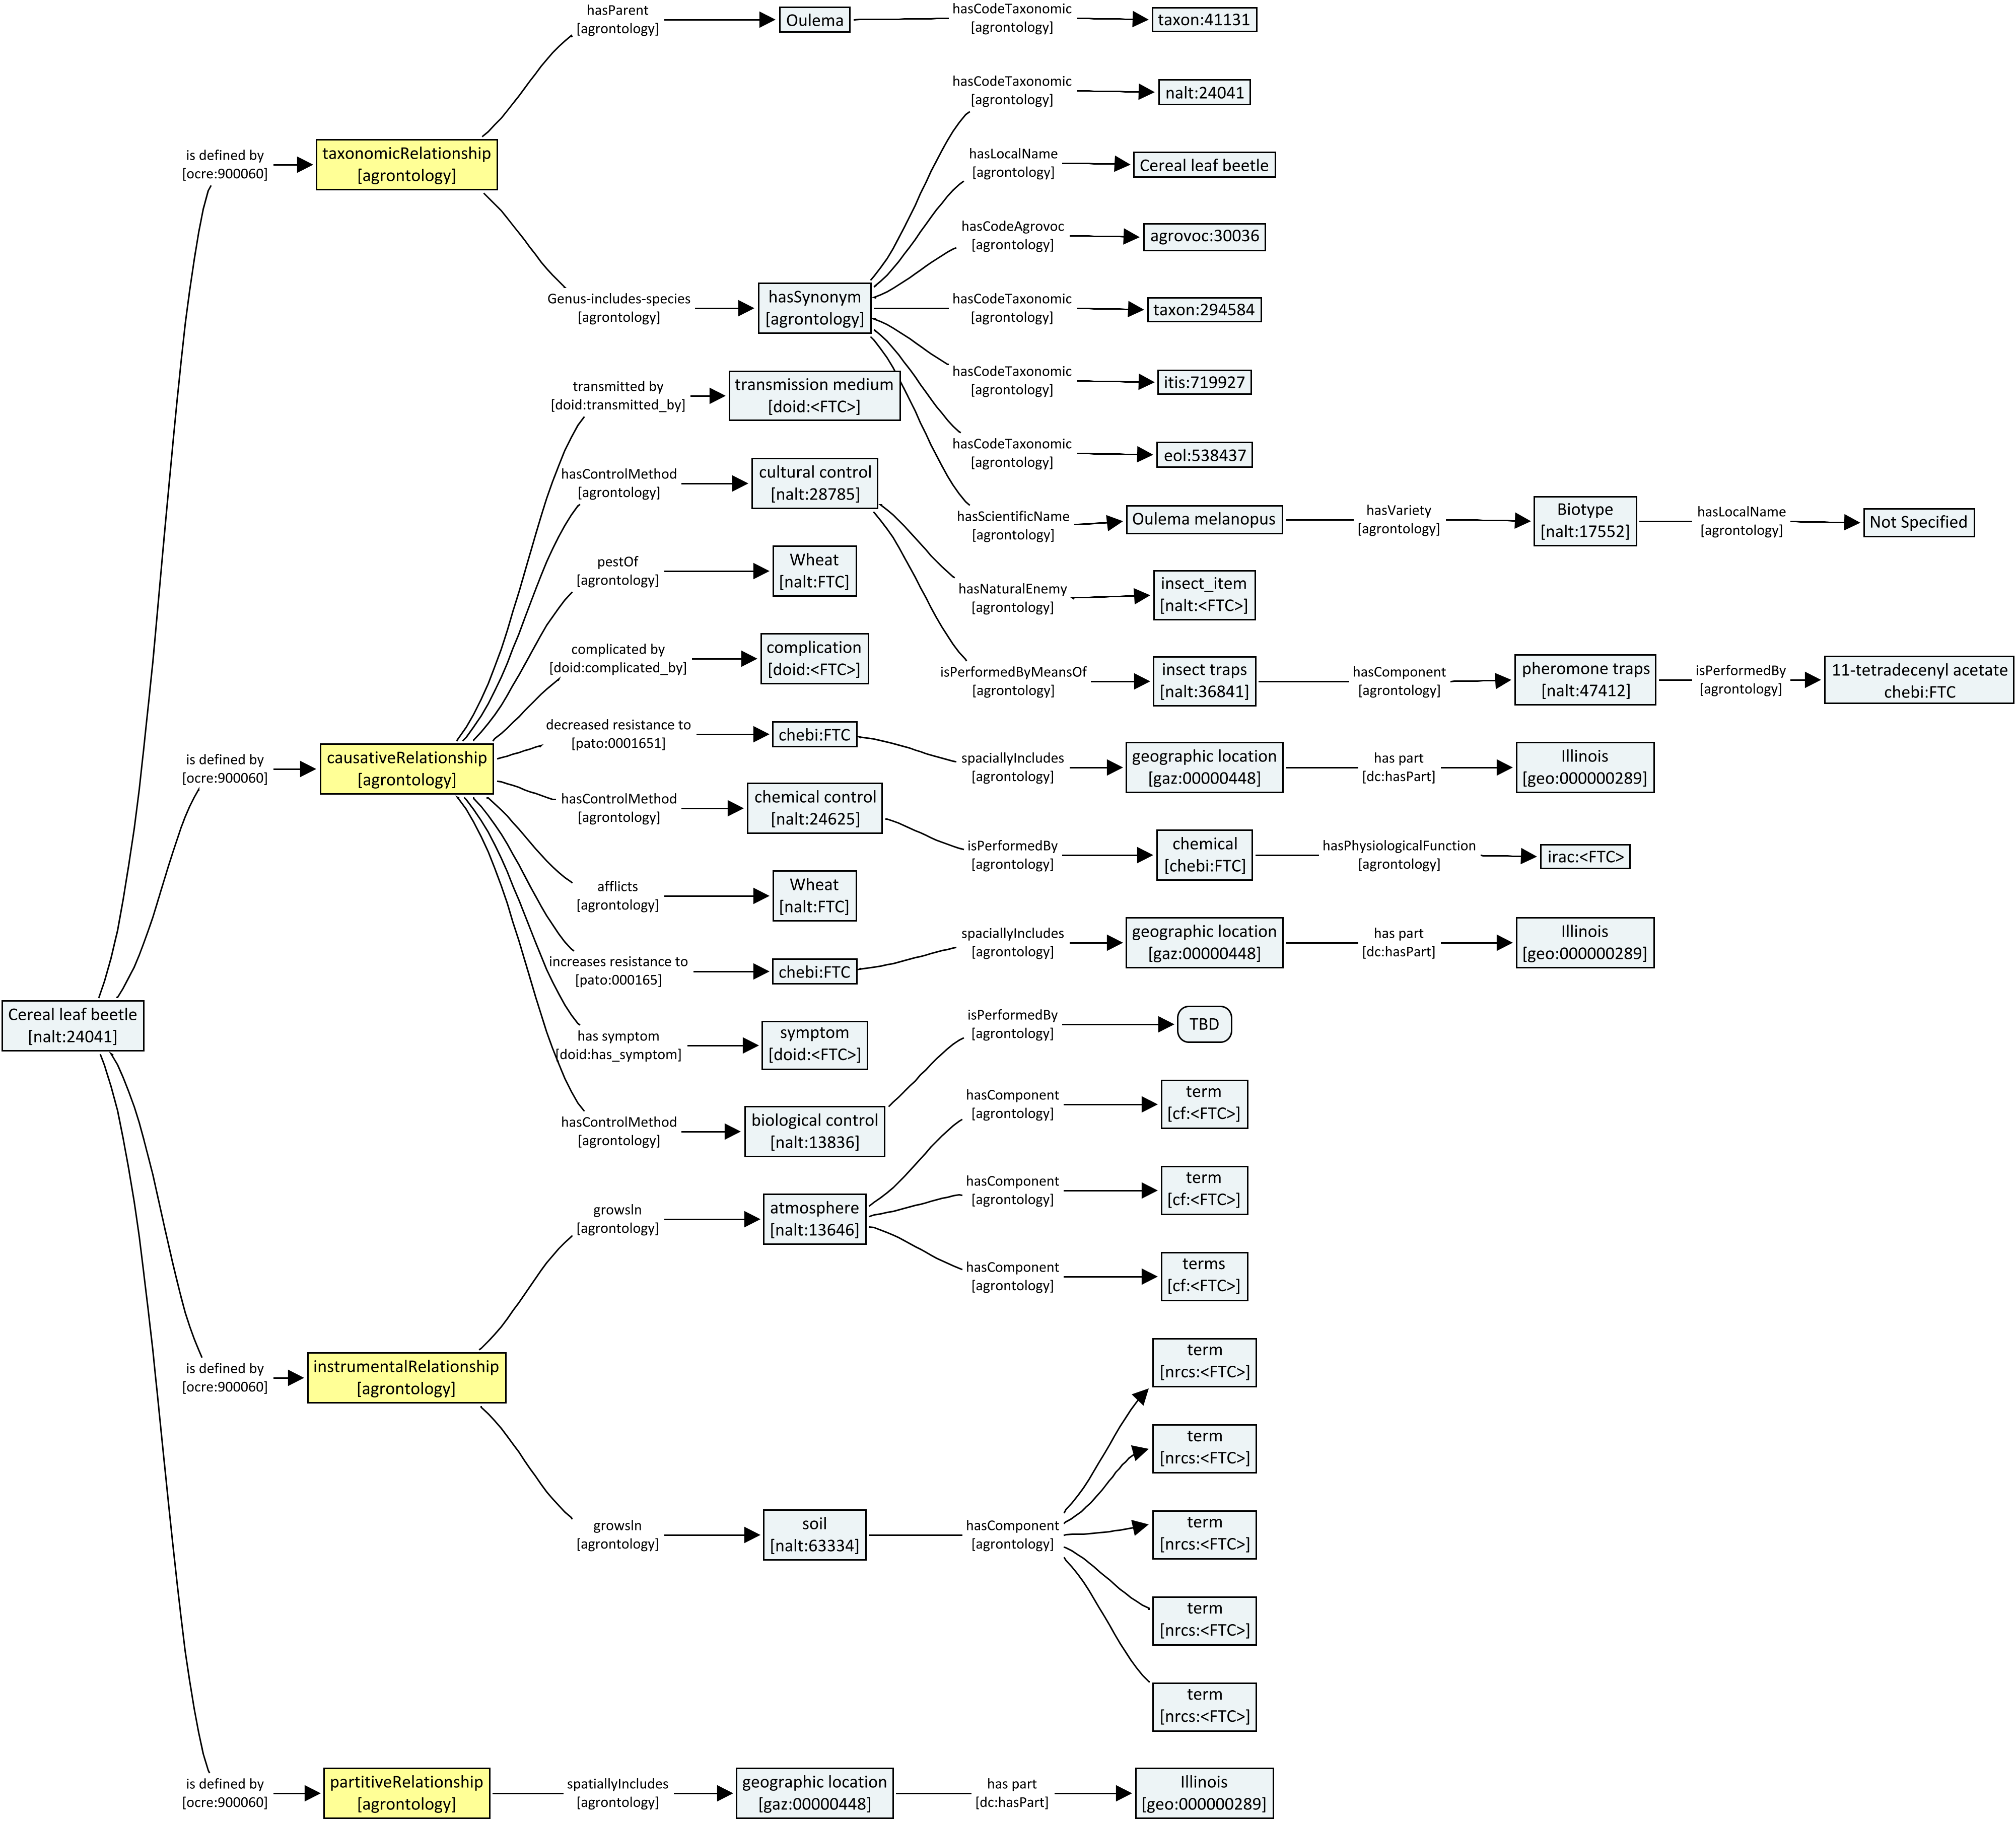 hasParent
[agrontology]
Oulema
hasCodeTaxonomic
[agrontology]
taxon:41131
hasCodeTaxonomic
[agrontology]
nalt:24041
is defined by
[ocre:900060]
taxonomicRelationship
[agrontology]
hasLocalName
[agrontology]
Cereal leaf beetle
hasCodeAgrovoc
[agrontology]
agrovoc:30036
Genus-includes-species
[agrontology]
hasSynonym
[agrontology]
hasCodeTaxonomic
[agrontology]
taxon:294584
transmitted by
[doid:transmitted_by]
transmission medium
[doid:<FTC>]
hasCodeTaxonomic
[agrontology]
itis:719927
hasCodeTaxonomic
[agrontology]
eol:538437
hasControlMethod
[agrontology]
cultural control
[nalt:28785]
hasScientificName
[agrontology]
Oulema melanopus
hasVariety
[agrontology]
Biotype
[nalt:17552]
hasLocalName
[agrontology]
Not Specified
pestOf
[agrontology]
Wheat
[nalt:FTC]
hasNaturalEnemy
[agrontology]
insect_item
[nalt:<FTC>]
complicated by
[doid:complicated_by]
complication
[doid:<FTC>]
isPerformedByMeansOf
[agrontology]
insect traps
[nalt:36841]
hasComponent
[agrontology]
pheromone traps
[nalt:47412]
isPerformedBy
[agrontology]
11-tetradecenyl acetate
chebi:FTC
decreased resistance to
[pato:0001651]
chebi:FTC
spaciallyIncludes
[agrontology]
geographic location
[gaz:00000448]
has part
[dc:hasPart]
Illinois
[geo:000000289]
is defined by
[ocre:900060]
causativeRelationship
[agrontology]
hasControlMethod
[agrontology]
chemical control
[nalt:24625]
isPerformedBy
[agrontology]
chemical
[chebi:FTC]
hasPhysiologicalFunction
[agrontology]
irac:<FTC>
afflicts
[agrontology]
Wheat
[nalt:FTC]
increases resistance to
[pato:000165]
chebi:FTC
spaciallyIncludes
[agrontology]
geographic location
[gaz:00000448]
has part
[dc:hasPart]
Illinois
[geo:000000289]
Cereal leaf beetle
[nalt:24041]
has symptom
[doid:has_symptom]
symptom
[doid:<FTC>]
isPerformedBy
[agrontology]
TBD
hasControlMethod
[agrontology]
biological control
[nalt:13836]
hasComponent
[agrontology]
term
[cf:<FTC>]
growsIn
[agrontology]
atmosphere
[nalt:13646]
hasComponent
[agrontology]
term
[cf:<FTC>]
hasComponent
[agrontology]
terms
[cf:<FTC>]
is defined by
[ocre:900060]
instrumentalRelationship
[agrontology]
term
[nrcs:<FTC>]
term
[nrcs:<FTC>]
growsIn
[agrontology]
soil
[nalt:63334]
hasComponent
[agrontology]
term
[nrcs:<FTC>]
term
[nrcs:<FTC>]
term
[nrcs:<FTC>]
is defined by
[ocre:900060]
partitiveRelationship
[agrontology]
spatiallyIncludes
[agrontology]
geographic location
[gaz:00000448]
has part
[dc:hasPart]
Illinois
[geo:000000289]